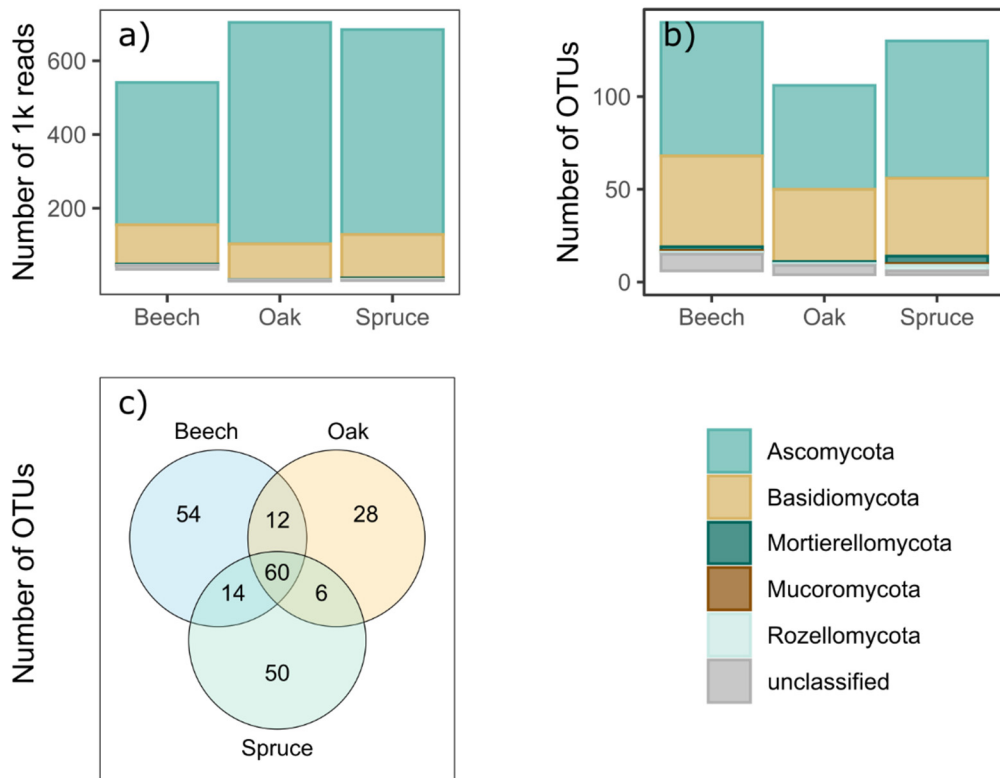 a)
Number of 1k reads
600
400
200
Beech Oak Spruce
b)
Number of OTUs
100
50
0
Beech Oak Spruce
c)
Number of OTUs
Beech Oak
54 12 28
60
14 6
50
Spruce
Ascomycota
Basidiomycota
Mortierellomycota
Mucoromycota
Rozellomycota
unclassified